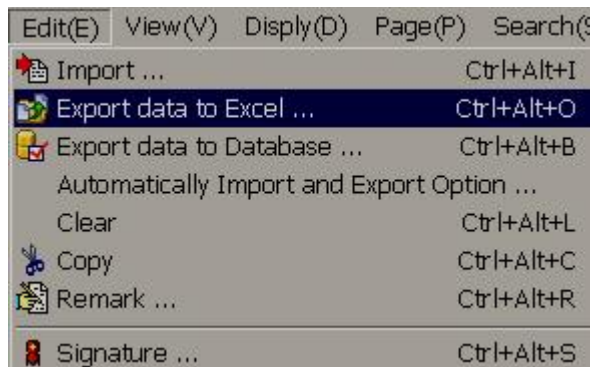 Edit(E) View(V) Disply(D) Page(P) Search(S
Import ... Ctrl+Alt+I
Export data to Excel ... Ctrl+Alt+O
Export data to Database ... Ctrl+Alt+B
Automatically Import and Export Option ...
Clear Ctrl+Alt+L
Copy Ctrl+Alt+C
Remark ... Ctrl+Alt+R
Signature ... Ctrl+Alt+S